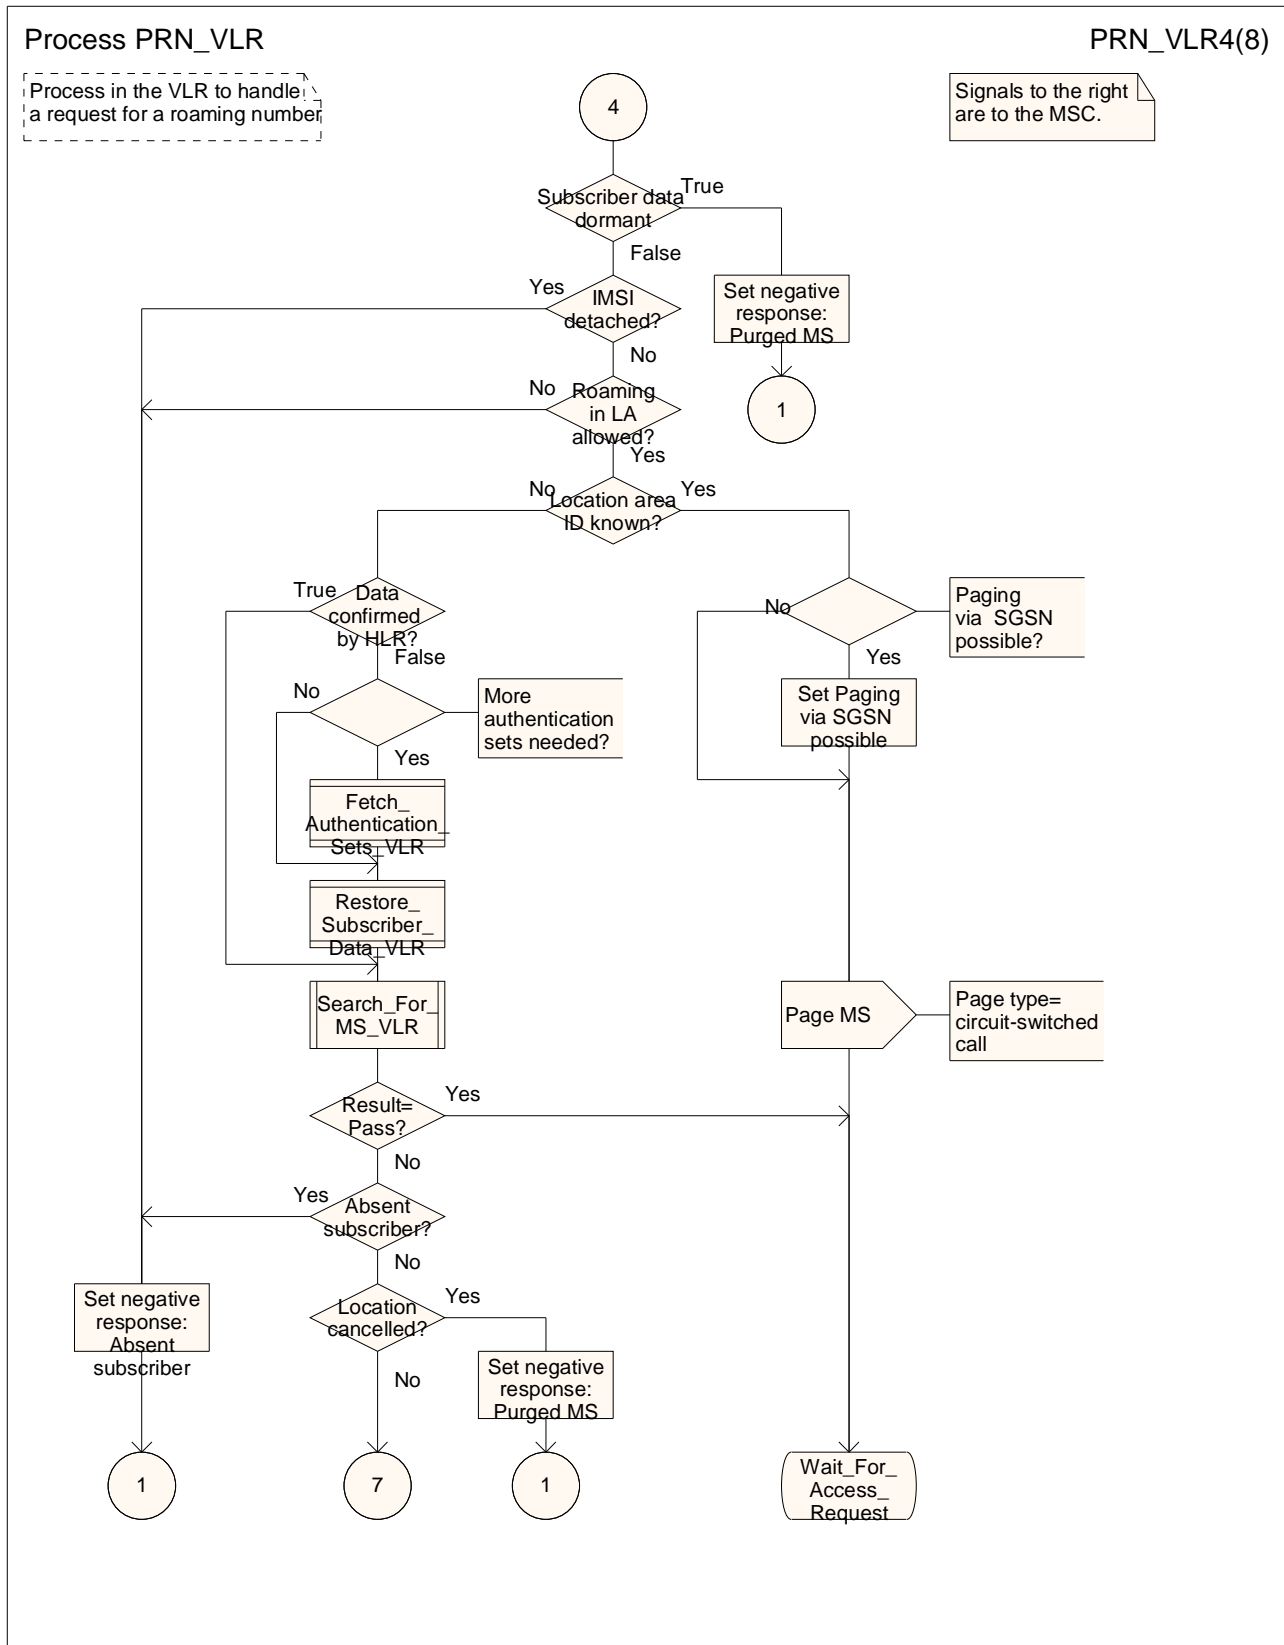 Process PRN_VLR
PRN_VLR4(8)
Process in the VLR to handle
a request for a roaming number
4
Signals to the right
are to the MSC.
Subscriber data
dormant
True
False
Yes
IMSI
detached?
Set negative
response:
Purged MS
No
No
Roaming
in LA
allowed?
1
Yes
No
Location area
ID known?
Yes
True
Data
confirmed
by HLR?
No
Paging
via SGSN
possible?
False
Yes
No
More
authentication
sets needed?
Set Paging
via SGSN
possible
Yes
Fetch_
Authentication_
Sets_VLR
Restore_
Subscriber_
Data_VLR
Search_For_
MS_VLR
Page MS
Page type=
circuit-switched
call
Result=
Pass?
Yes
No
Yes
Absent
subscriber?
No
Set negative
response:
Absent
subscriber
Location
cancelled?
Yes
No
Set negative
response:
Purged MS
1
7
1
Wait_For_
Access_
Request